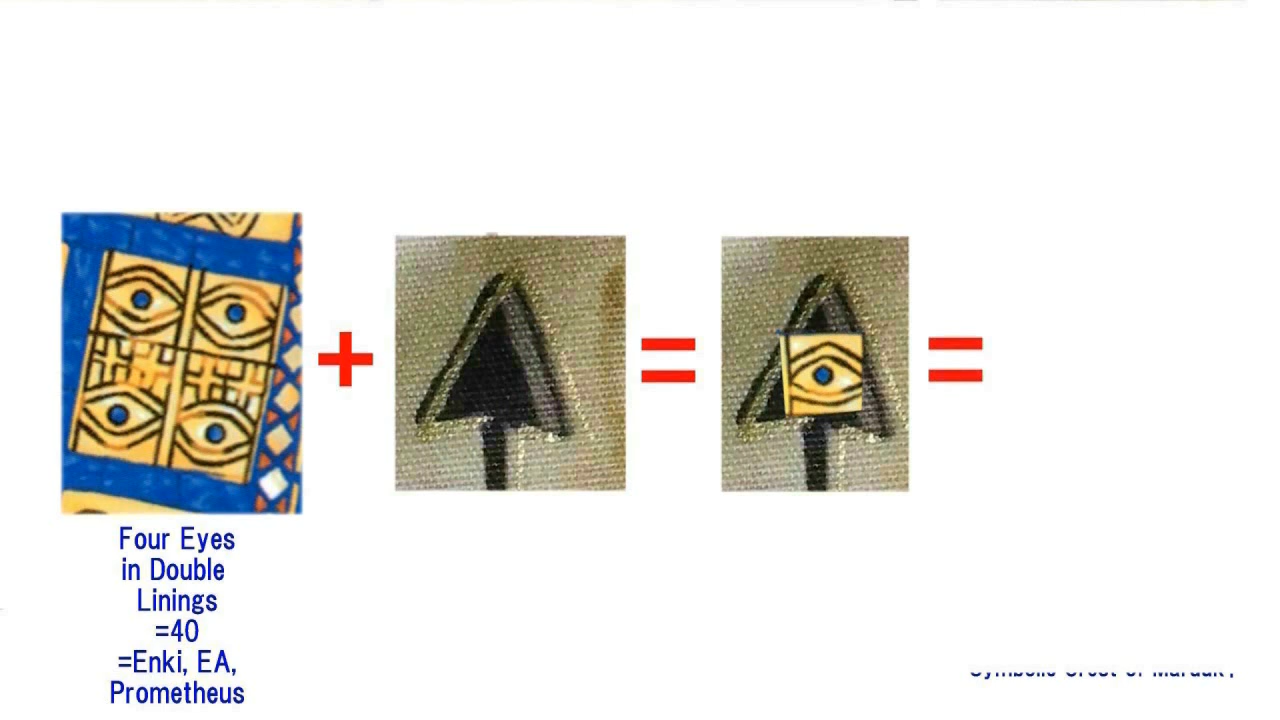 +
=
=
Four Eyes
in Double
Linings
=40
=Enki, EA,
Prometheus